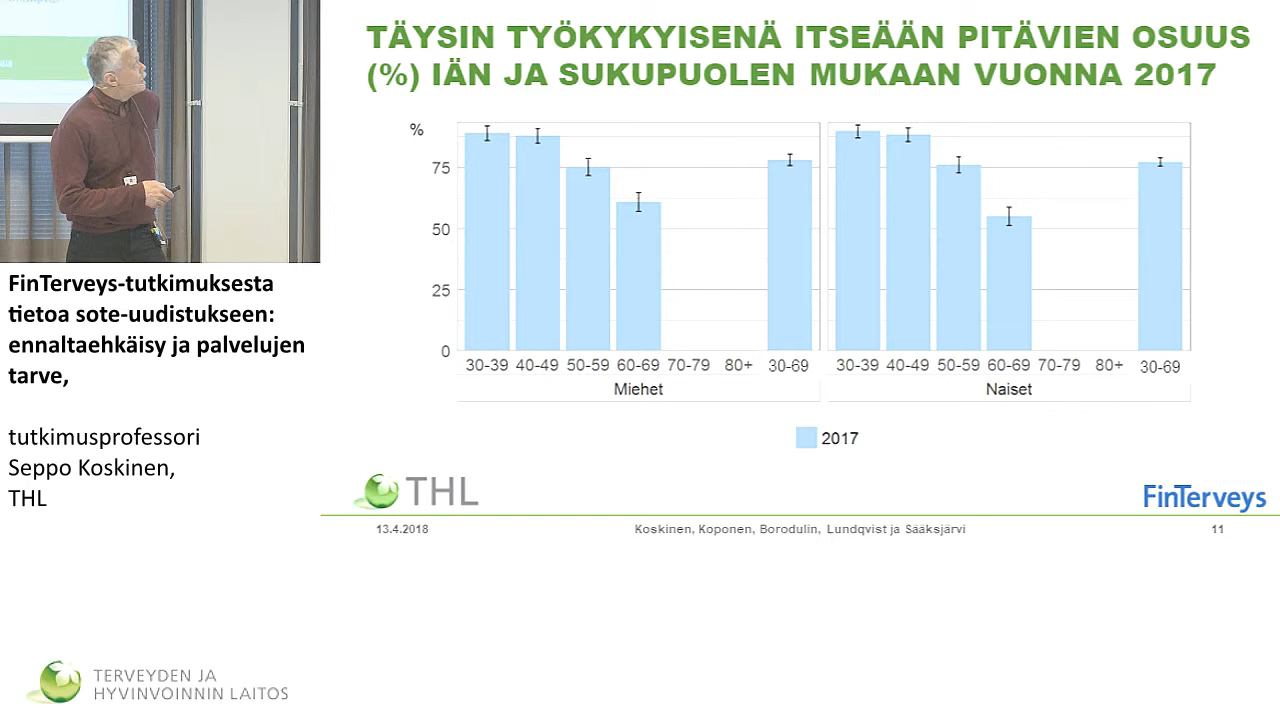 TÄYSIN TYÖKYKYISENÄ ITSEÄÄN PITÄVIEN OSUUS
(%) IÄN JA SUKUPUOLEN MUKAAN VUONNA 2017
%
75
50
25
0
30-39 40-49 50-59 60-69 70-79 80+ 30-69
Miehet
30-39 40-49 50-59 60-69 70-79 80+ 30-69
Naiset
2017
FinTerveys-tutkimuksesta
tietoa sote-uudistukseen:
ennaltaehkäisy ja palvelujen
tarve,
tutkimusprofessori
Seppo Koskinen,
THL
THL
FinTerveys
13.4.2018
Koskinen, Koponen, Borodulin, Lundqvist ja Sääksjärvi
11
TERVEYDEN JA
HYVINVOINNIN LAITOS